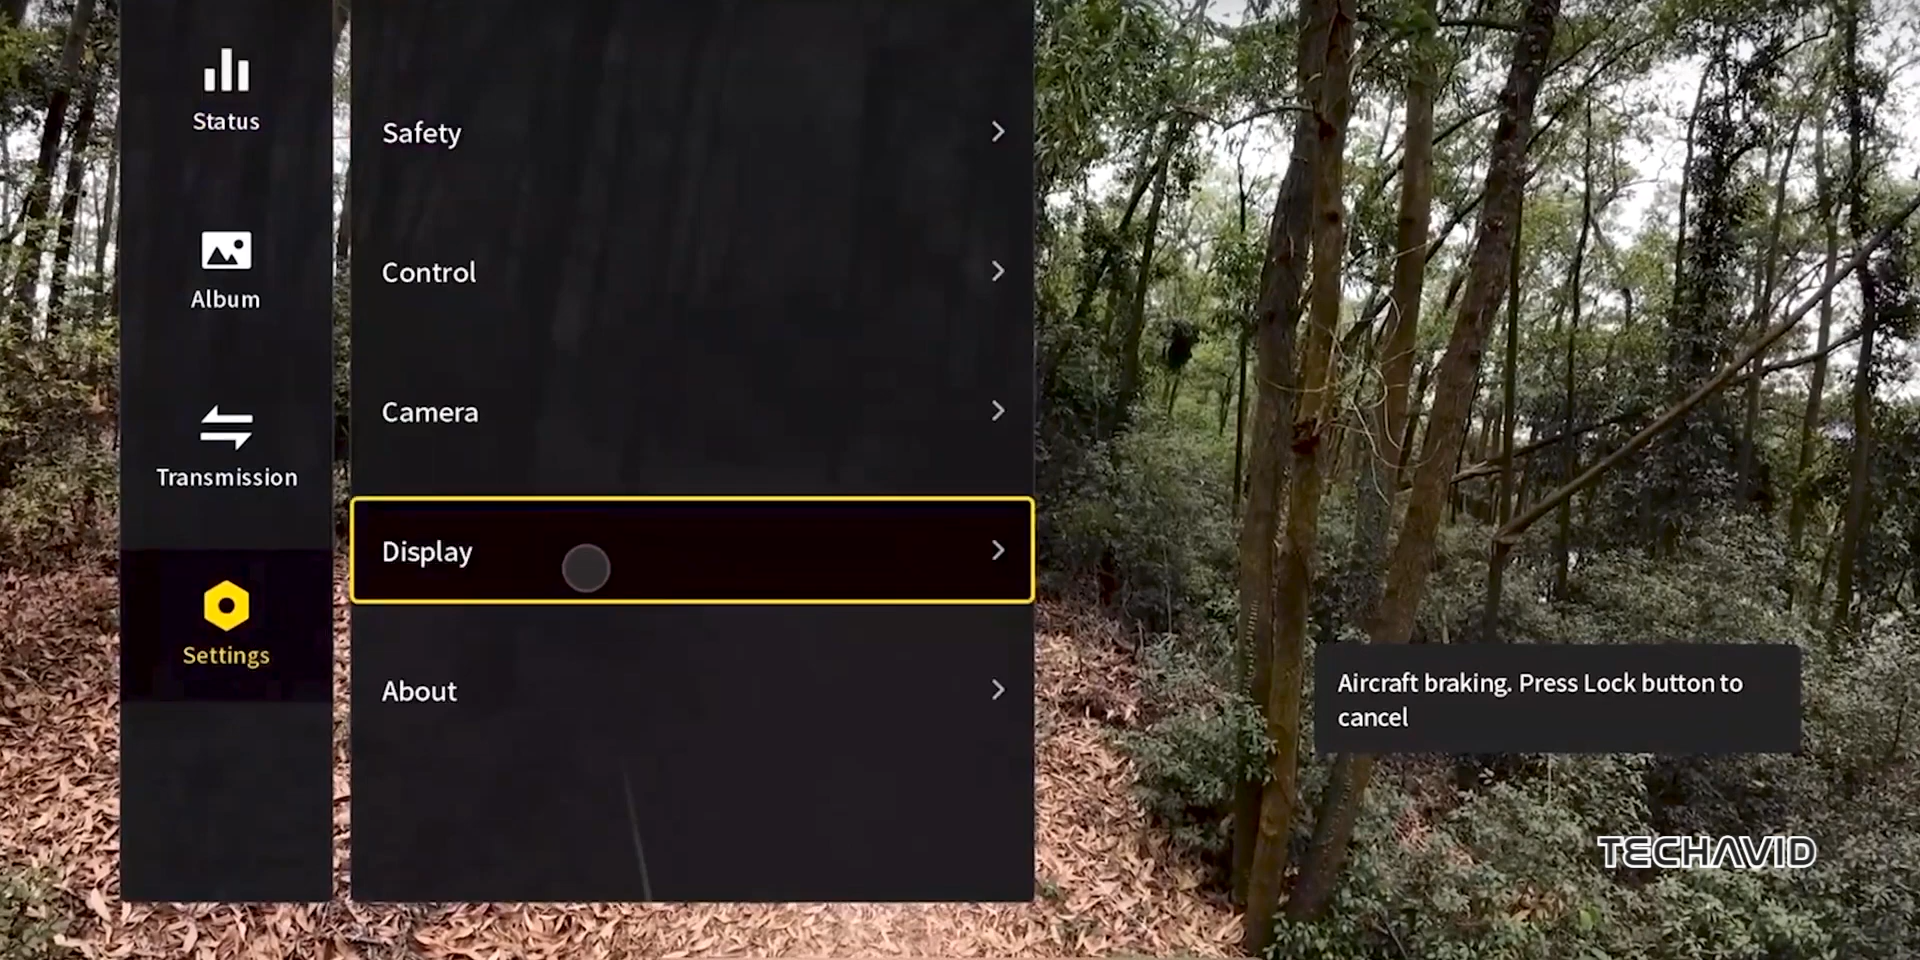 Status
Album
Transmission
Settings
Safety
Control
Camera
Display
About
Aircraft braking. Press Lock button to
cancel
TECHAVID